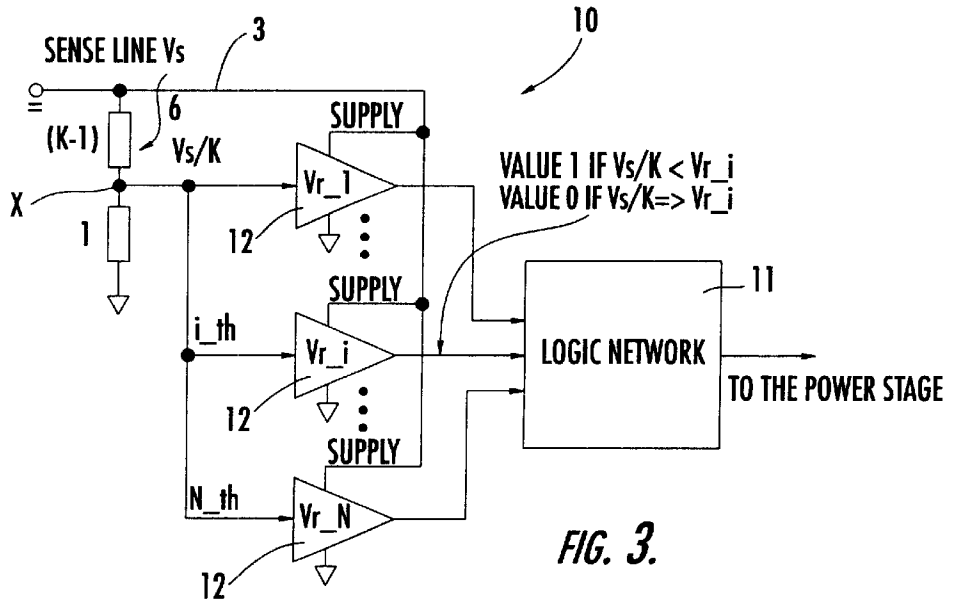 10
SENSE LINE Vs
3
6
SUPPLY
(K-1)
Vs/K
VALUE 1 IF Vs/K < Vr_i
VALUE 0 IF Vs/K=> Vr_i
Vr_1
X
1
12
11
SUPPLY
i_th
Vr_i
LOGIC NETWORK
TO THE POWER STAGE
12
SUPPLY
N_th
Vr_N
12
FIG. 3.